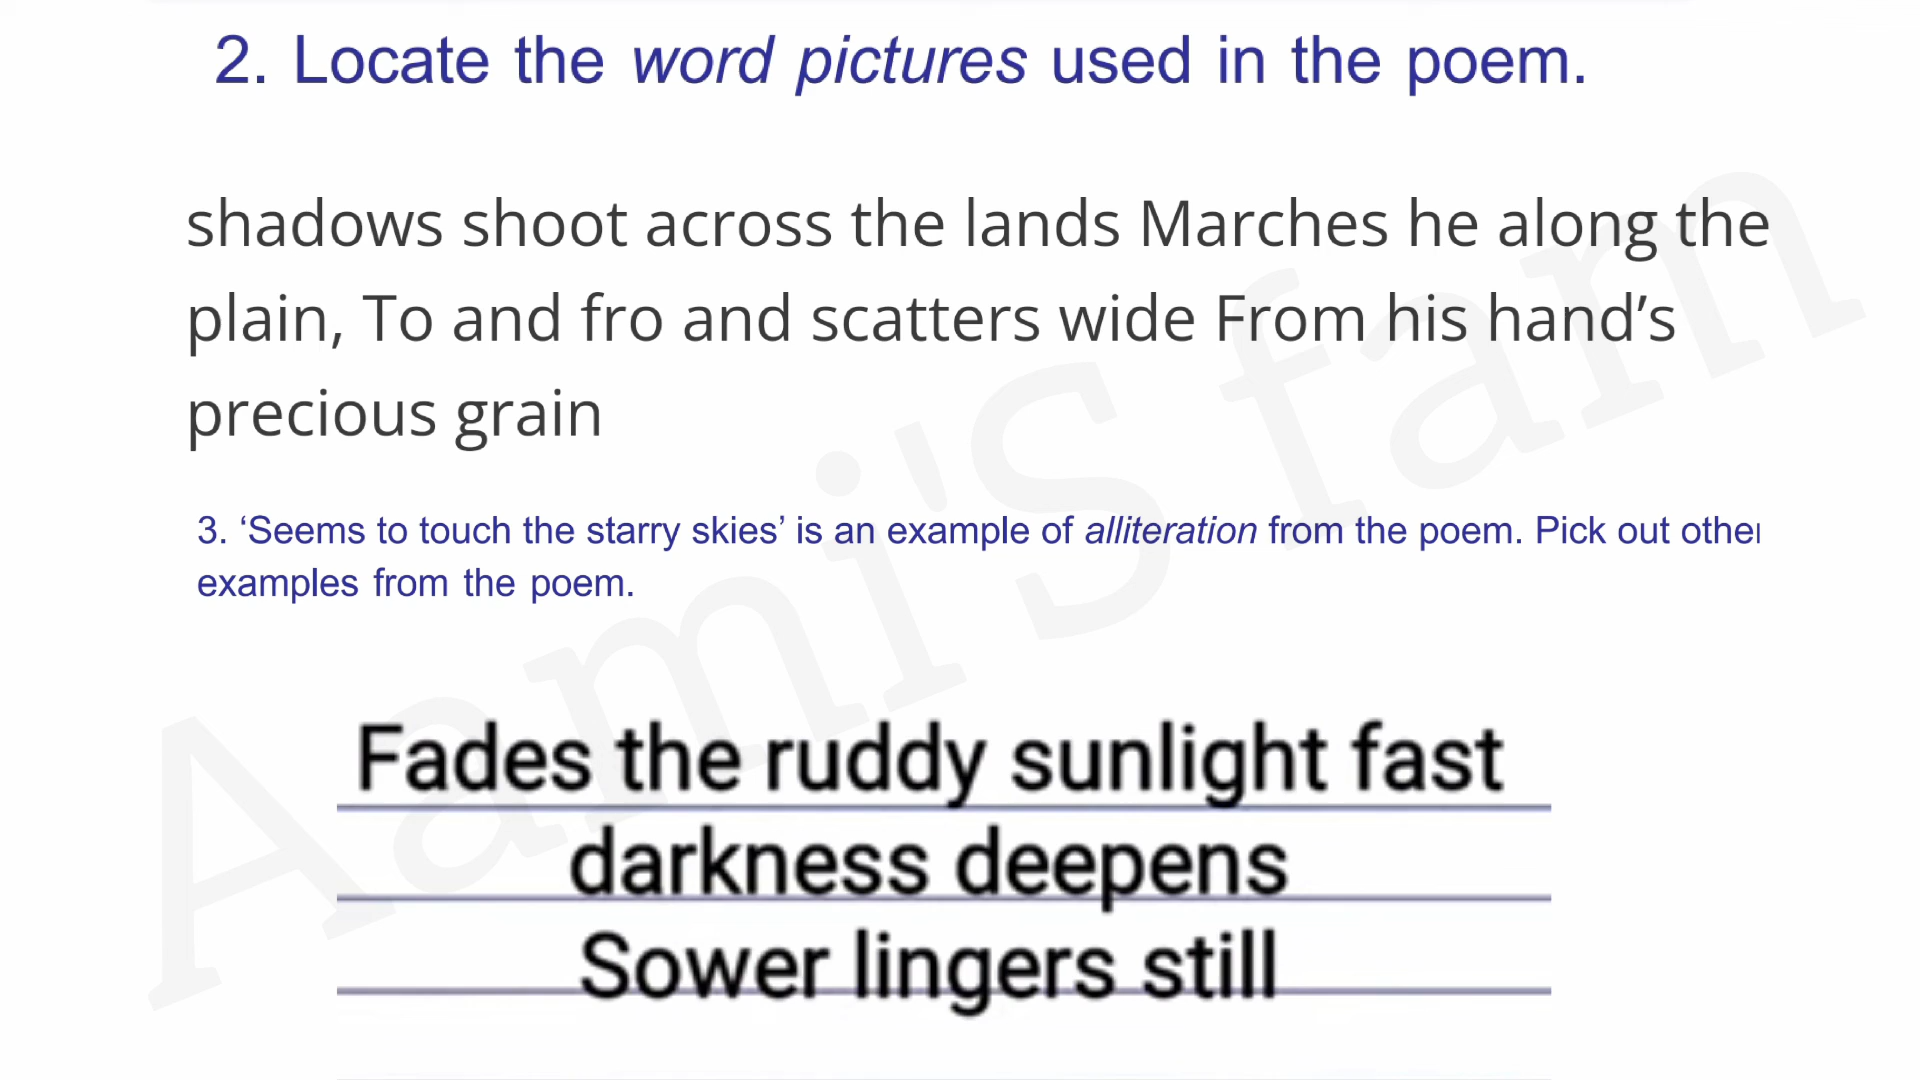 2. Locate the word pictures used in the poem.
shadows shoot across the lands Marches he along the
plain, To and fro and scatters wide From his hand’s
precious grain
3. ‘Seems to touch the starry skies’ is an example of alliteration from the poem. Pick out other
examples from the poem.
Fades the ruddy sunlight fast
darkness deepens
Sower lingers still
Aami'S fam